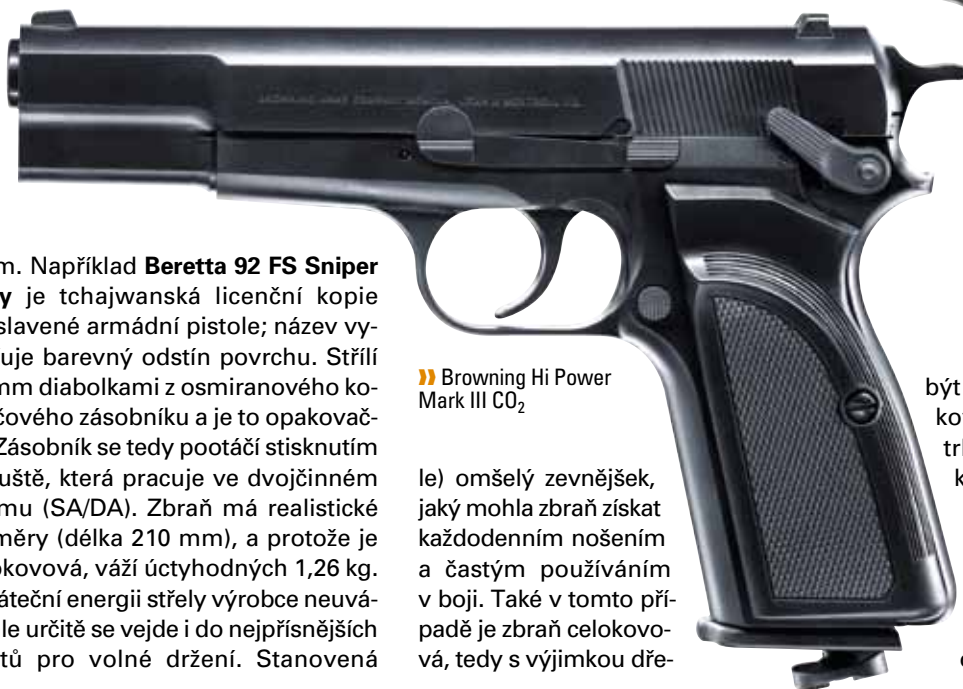 m. Například Beretta 92 FS Sniper
y je tchajwanská licenční kopie
slavené armádní pistole; název vy-
uje barevný odstín povrchu. Střílí
mm diabolkami z osmiranového ko-
čového zásobníku a je to opakovač-
Zásobník se tedy pootáčí stisknutím
uště, která pracuje ve dvojčinném
mu (SA/DA). Zbraň má realistické
měry (délka 210 mm), a protože je
okovová, váží úctyhodných 1,26 kg.
áteční energii střely výrobce neuvá-
le určitě se vejde i do nejpřísnějších
tů pro volné držení. Stanovená
Browning Hi Power
Mark III CO₂
le) omšelý zevnějšek,
jaký mohla zbraň získat
každodenním nošením
a častým používáním
v boji. Také v tomto pří-
padě je zbraň celokovo-
vá, tedy s výjimkou dře-
být